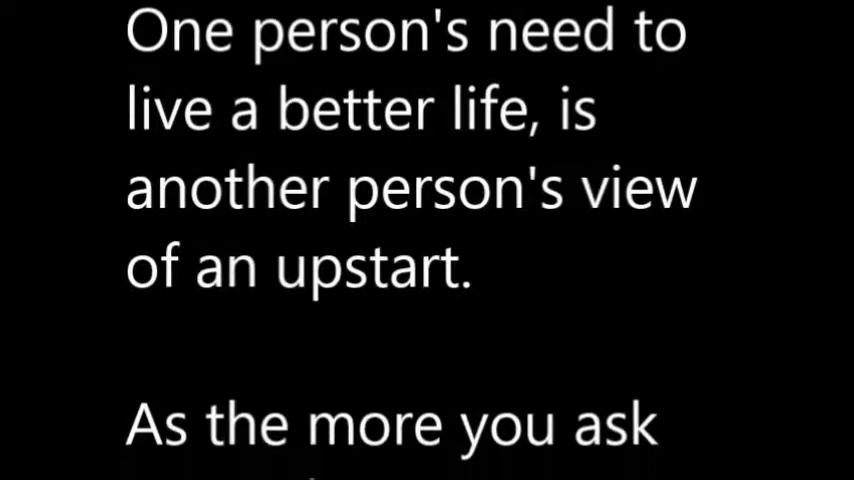 One person's need to
live a better life, is
another person's view
of an upstart.
As the more you ask